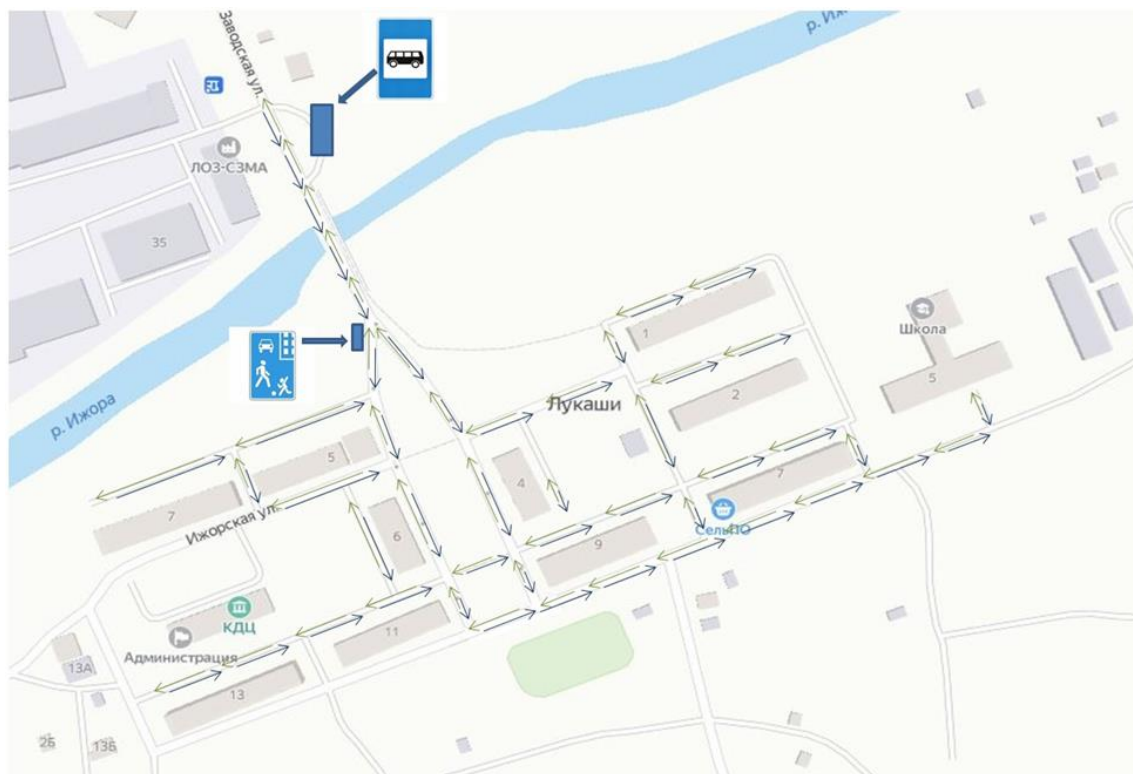 Заводская ул.
р. Ижо
ЛОЗ-СЗМА
35
1
Школа
5
р. Ижора
Лукаши
2
5
4
7
7
Ижорская ул.
6
СельПО
9
КДЦ
11
Администрация
13А
13
2Б
13Б